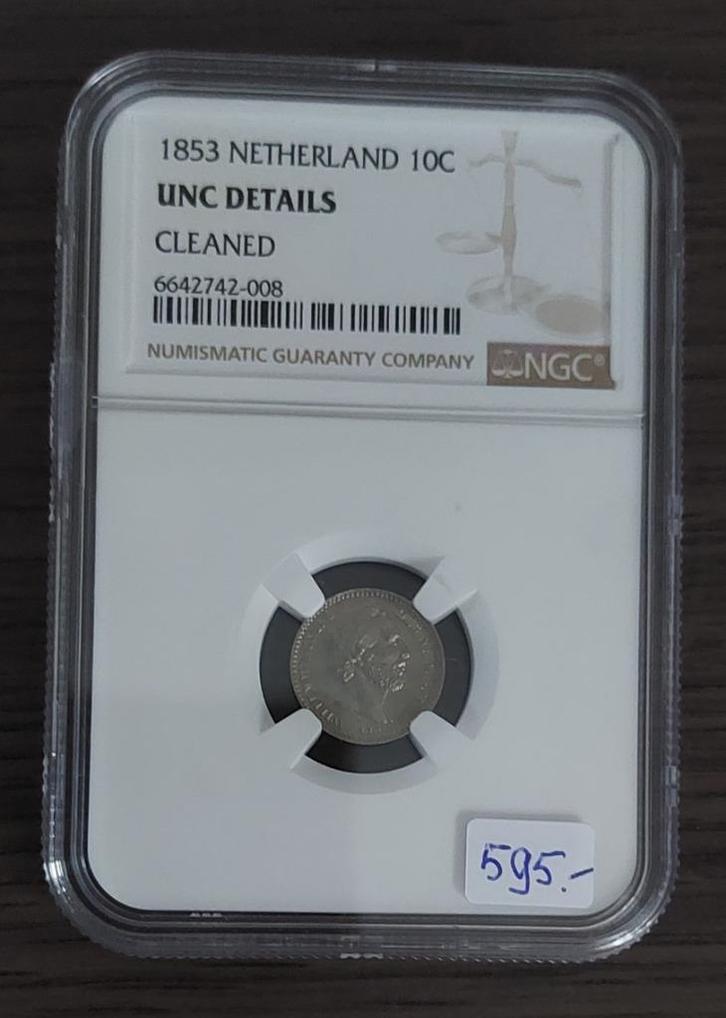 1853 NETHERLAND 10C
UNC DETAILS
CLEANED
6642742-008
NUMISMATIC GUARANTY COMPANY
NGC®
595.-